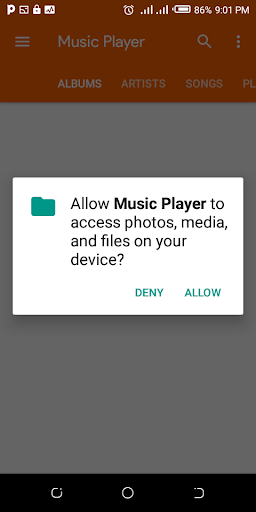 86% 9:01 PM
Music Player
ALBUMS ARTISTS SONGS PL
Allow Music Player to
access photos, media,
and files on your
device?
DENY ALLOW